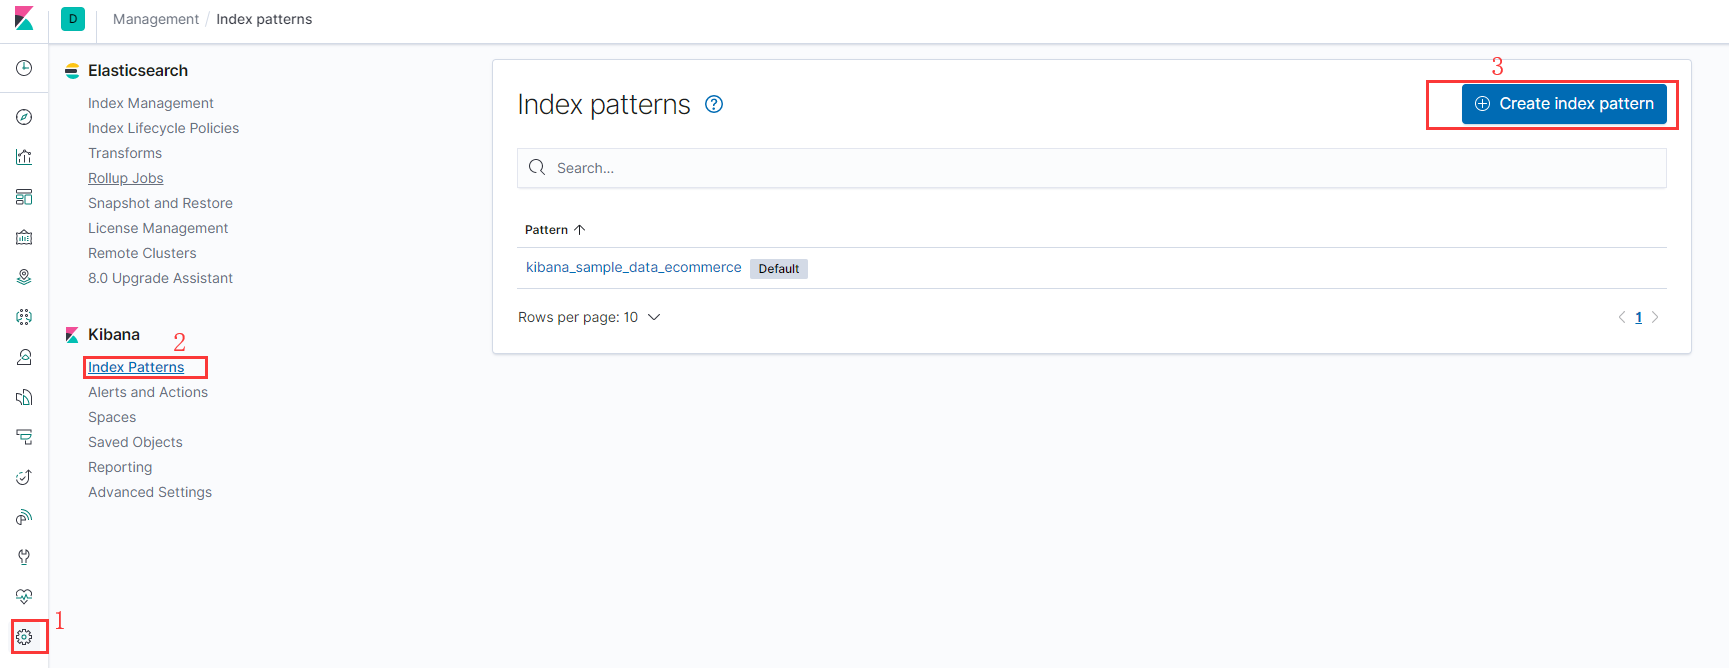 D Management / Index patterns
Elasticsearch
Index Management
Index Lifecycle Policies
Transforms
Rollup Jobs
Snapshot and Restore
License Management
Remote Clusters
8.0 Upgrade Assistant
Kibana
2
Index Patterns
Alerts and Actions
Spaces
Saved Objects
Reporting
Advanced Settings
1
3
Index patterns
Create index pattern
Search...
Pattern
kibana_sample_data_ecommerce Default
Rows per page: 10
1